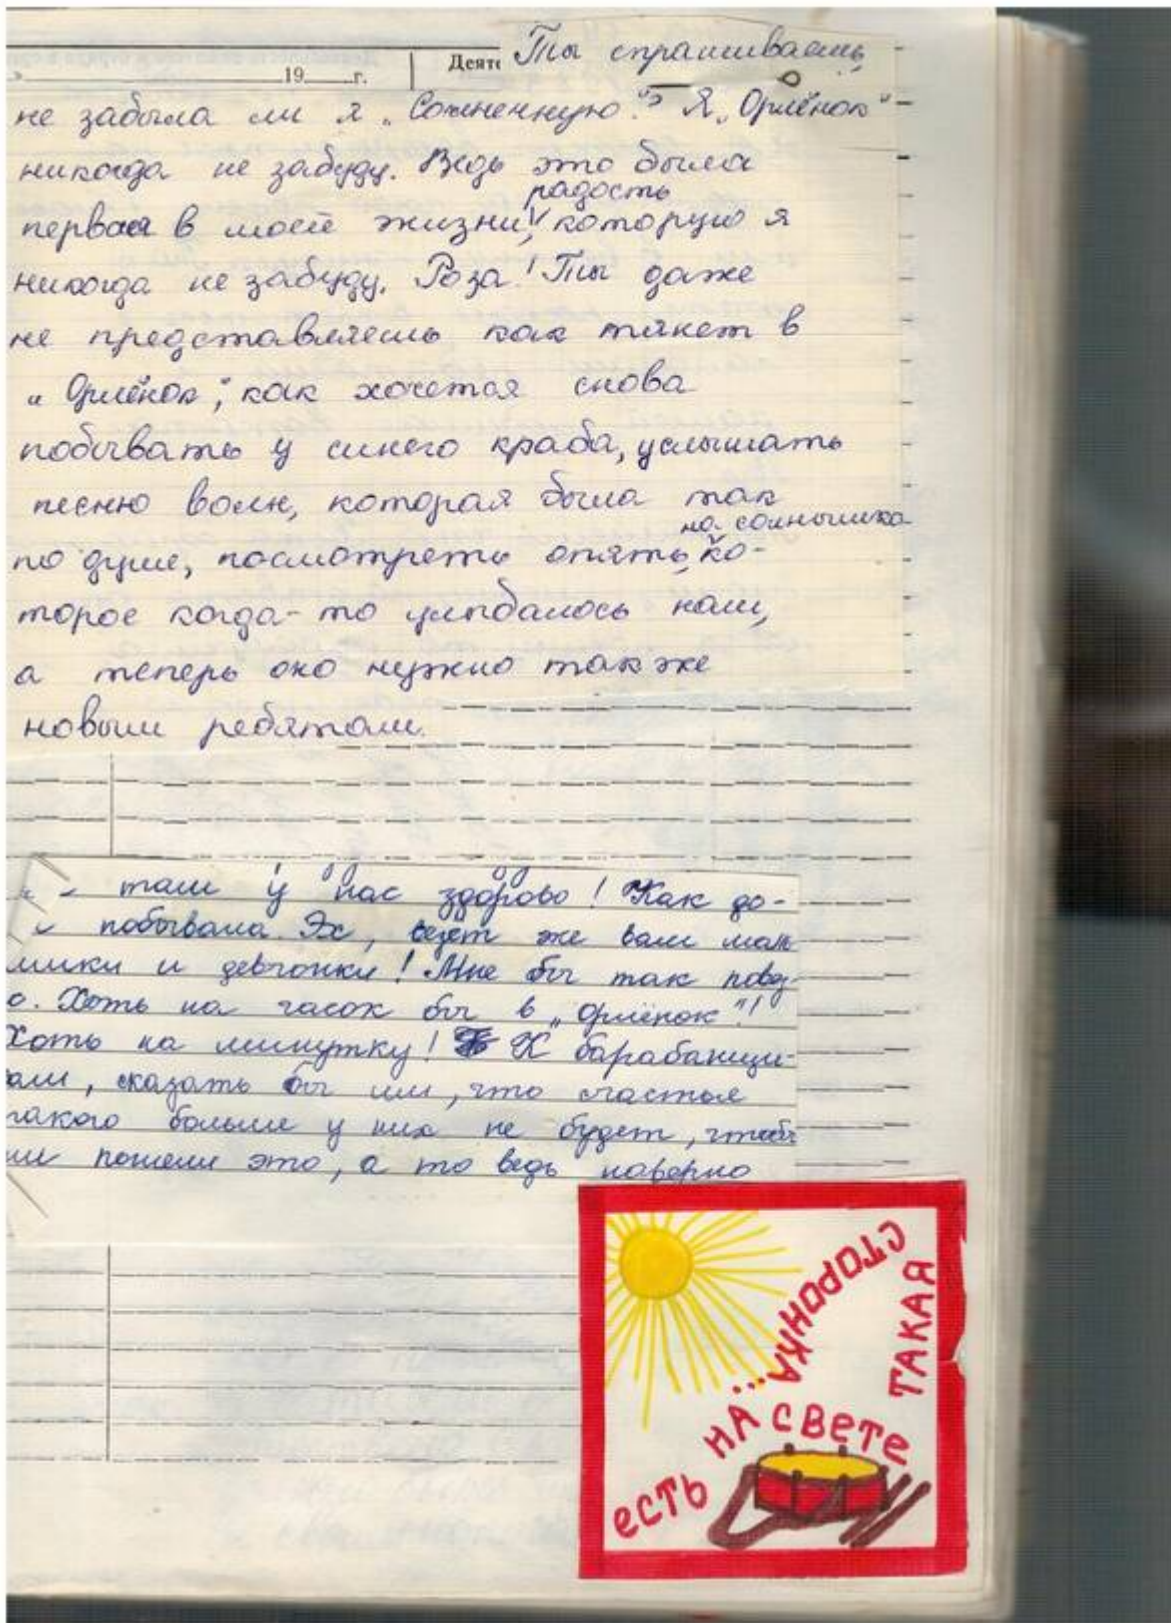 19 г. Деяте
Ты спрашиваешь,
не забыла ли я „Солнечную"? Я „Орлёнок"
никогда не забуду. Ведь это была
первая в моей жизни радость, которую я
никогда не забуду. Роза! Ты даже
не представляешь как тянет в
„Орлёнок", как хочется снова
побывать у синего краба, услышать
песню волн, которая была так
по душе, посмотреть опять на солнышко, ко-
торое когда-то улыбалось нам,
а теперь оно нужно также
новым ребятам.
там у нас здорово! Как до-
побывала. Эх, везет же вам маль
чишки и девчонки! Мне бы так повез-
о. Хоть на часок бы в „Орлёнок"!
Хоть на минутку! К барабанщи-
ам, сказать бы им, что счастья
такого больше у них не будет, чтобы
ни поняли это, а то ведь наверно
есть на свете
такая
сторонка...